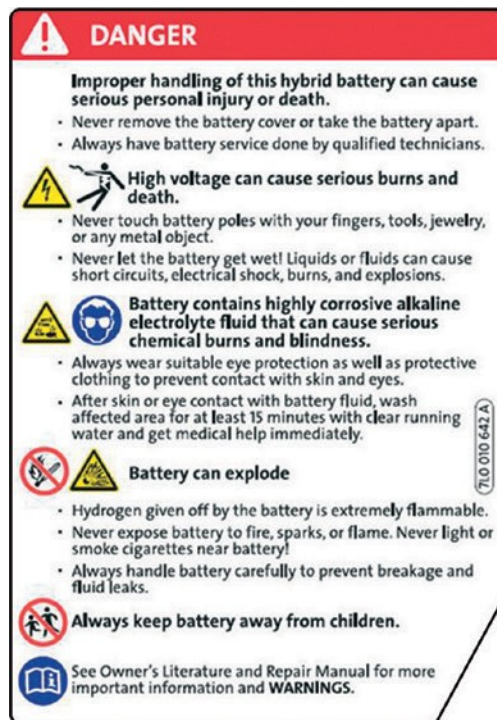 DANGER
Improper handling of this hybrid battery can cause
serious personal injury or death.
· Never remove the battery cover or take the battery apart.
· Always have battery service done by qualified technicians.
High voltage can cause serious burns and
death.
· Never touch battery poles with your fingers, tools, jewelry,
or any metal object.
· Never let the battery get wet! Liquids or fluids can cause
short circuits, electrical shock, burns, and explosions.
Battery contains highly corrosive alkaline
electrolyte fluid that can cause serious
chemical burns and blindness.
· Always wear suitable eye protection as well as protective
clothing to prevent contact with skin and eyes.
· After skin or eye contact with battery fluid, wash
affected area for at least 15 minutes with clear running
water and get medical help immediately.
7L0 010 642 A
Battery can explode
· Hydrogen given off by the battery is extremely flammable.
· Never expose battery to fire, sparks, or flame. Never light or
smoke cigarettes near battery!
· Always handle battery carefully to prevent breakage and
fluid leaks.
Always keep battery away from children.
See Owner's Literature and Repair Manual for more
important information and WARNINGS.